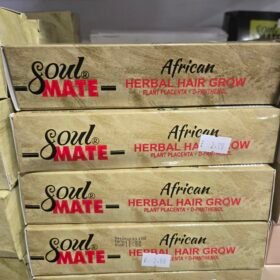 Soul®
MATE
African
HERBAL HAIR GROW
PLANT PLACENTA • D-PANTHENOL
Soul®
MATE
African
HERBAL HAIR GROW
PLANT PLACENTA • D-PANTHENOL
Soul®
MATE
African
HERBAL HAIR GROW
PLANT PLACENTA • D-PANTHENOL
Soul®
MATE
African
HERBAL HAIR GROW
PLANT PLACENTA • D-PANTHENOL